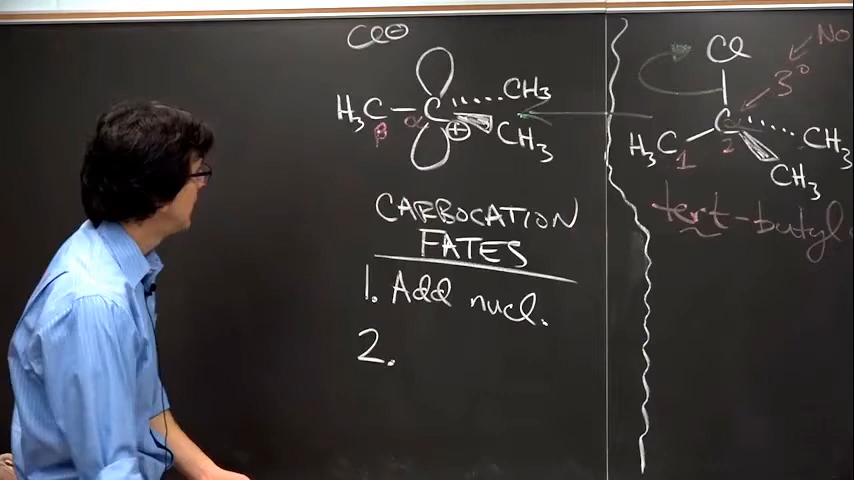 Cl⊖
H₃C – C ⊕ CH₃
β α CH₃
CARBOCATION
FATES
1. Add nucl.
2.
No
Cl
3°
H₃C C CH₃
1 2 CH₃
tert-butyl